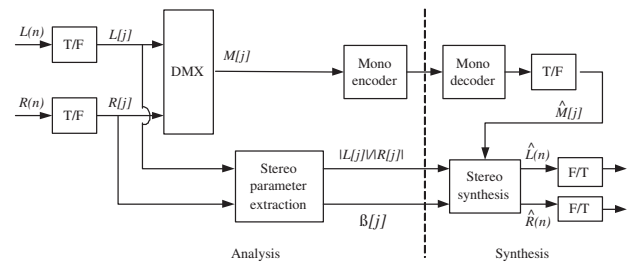 L(n)
T/F
L[j]
R(n)
T/F
R[j]
DMX
M[j]
Mono
encoder
Mono
decoder
T/F
M̂[j]
|L[j]|/|R[j]|
Stereo
parameter
extraction
ß[j]
Stereo
synthesis
L̂(n)
F/T
R̂(n)
F/T
Analysis
Synthesis